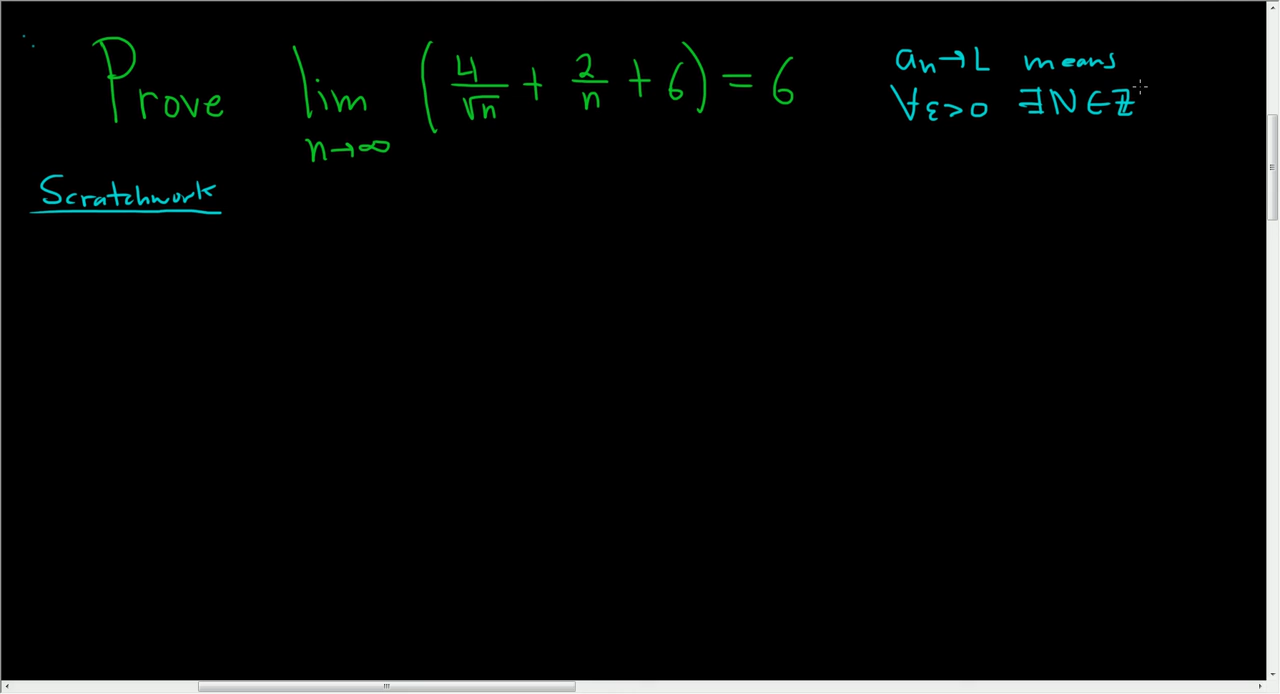 Prove lim n→∞ (4/√n + 2/n + 6) = 6
aₙ → L means
∀ε>0 ∃N∈ℤ
Scratchwork